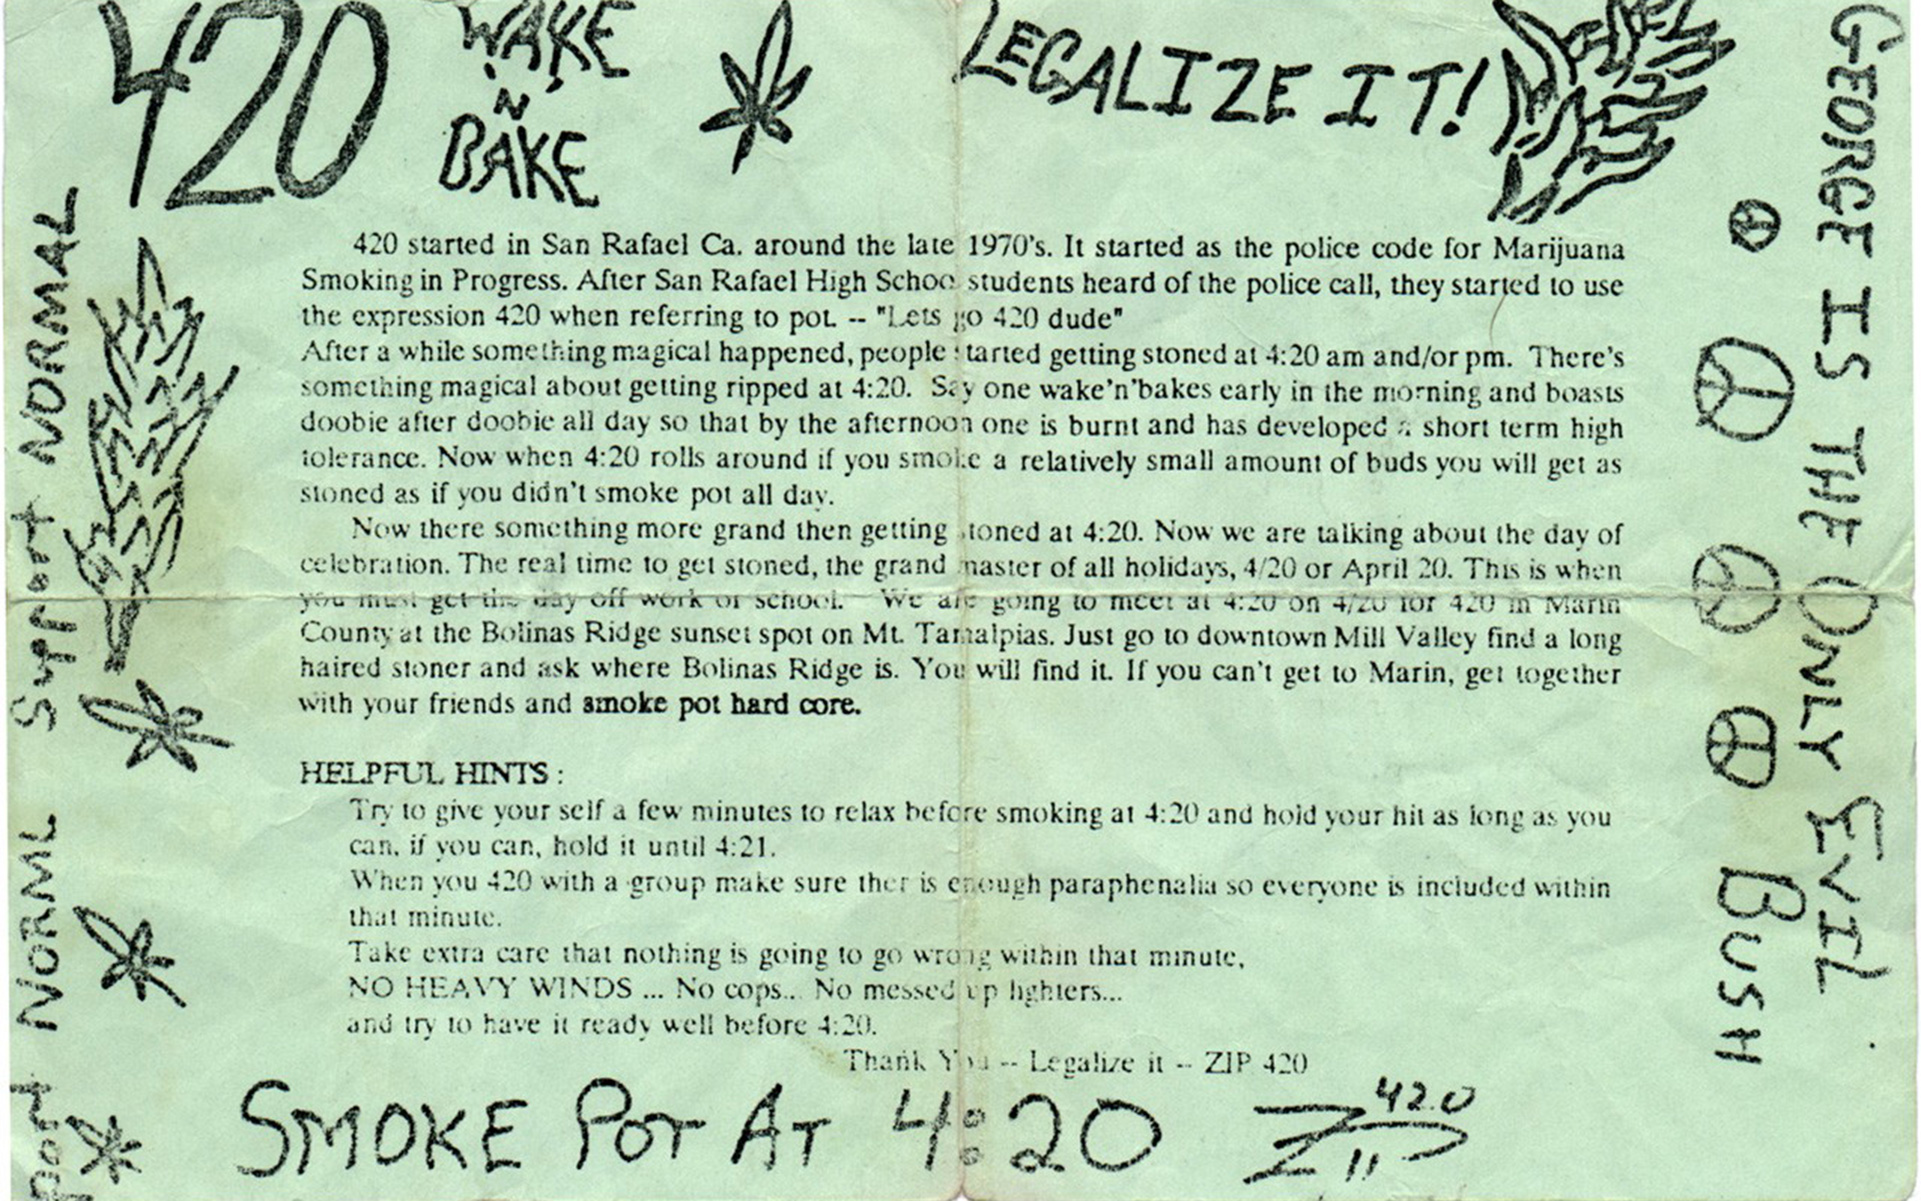 420
WAKE
'N'
BAKE
LEGALIZE IT!
420 started in San Rafael Ca. around the late 1970's. It started as the police code for Marijuana
Smoking in Progress. After San Rafael High School students heard of the police call, they started to use
the expression 420 when referring to pot. -- "Lets go 420 dude"
After a while something magical happened, people started getting stoned at 4:20 am and/or pm. There's
something magical about getting ripped at 4:20. Say one wake'n'bakes early in the morning and boasts
doobie after doobie all day so that by the afternoon one is burnt and has developed a short term high
tolerance. Now when 4:20 rolls around if you smoke a relatively small amount of buds you will get as
stoned as if you didn't smoke pot all day.
Now there something more grand then getting stoned at 4:20. Now we are talking about the day of
celebration. The real time to get stoned, the grand master of all holidays, 4/20 or April 20. This is when
you must get the day off work or school. We are going to meet at 4:20 on 4/20 for 420 in Marin
County at the Bolinas Ridge sunset spot on Mt. Tamalpias. Just go to downtown Mill Valley find a long
haired stoner and ask where Bolinas Ridge is. You will find it. If you can't get to Marin, get together
with your friends and smoke pot hard core.
HELPFUL HINTS :
Try to give your self a few minutes to relax before smoking at 4:20 and hold your hit as long as you
can, if you can, hold it until 4:21.
When you 420 with a group make sure ther is enough paraphenalia so everyone is included within
that minute.
Take extra care that nothing is going to go wrong within that minute,
NO HEAVY WINDS ... No cops... No messed up lighters...
and try to have it ready well before 4:20.
Thank You -- Legalize it -- ZIP 420
SMOKE POT AT 4:20
ZIP 420
Support NORMAL
pport NORML
GEORGE IS THE ONLY EVIL
BUSH